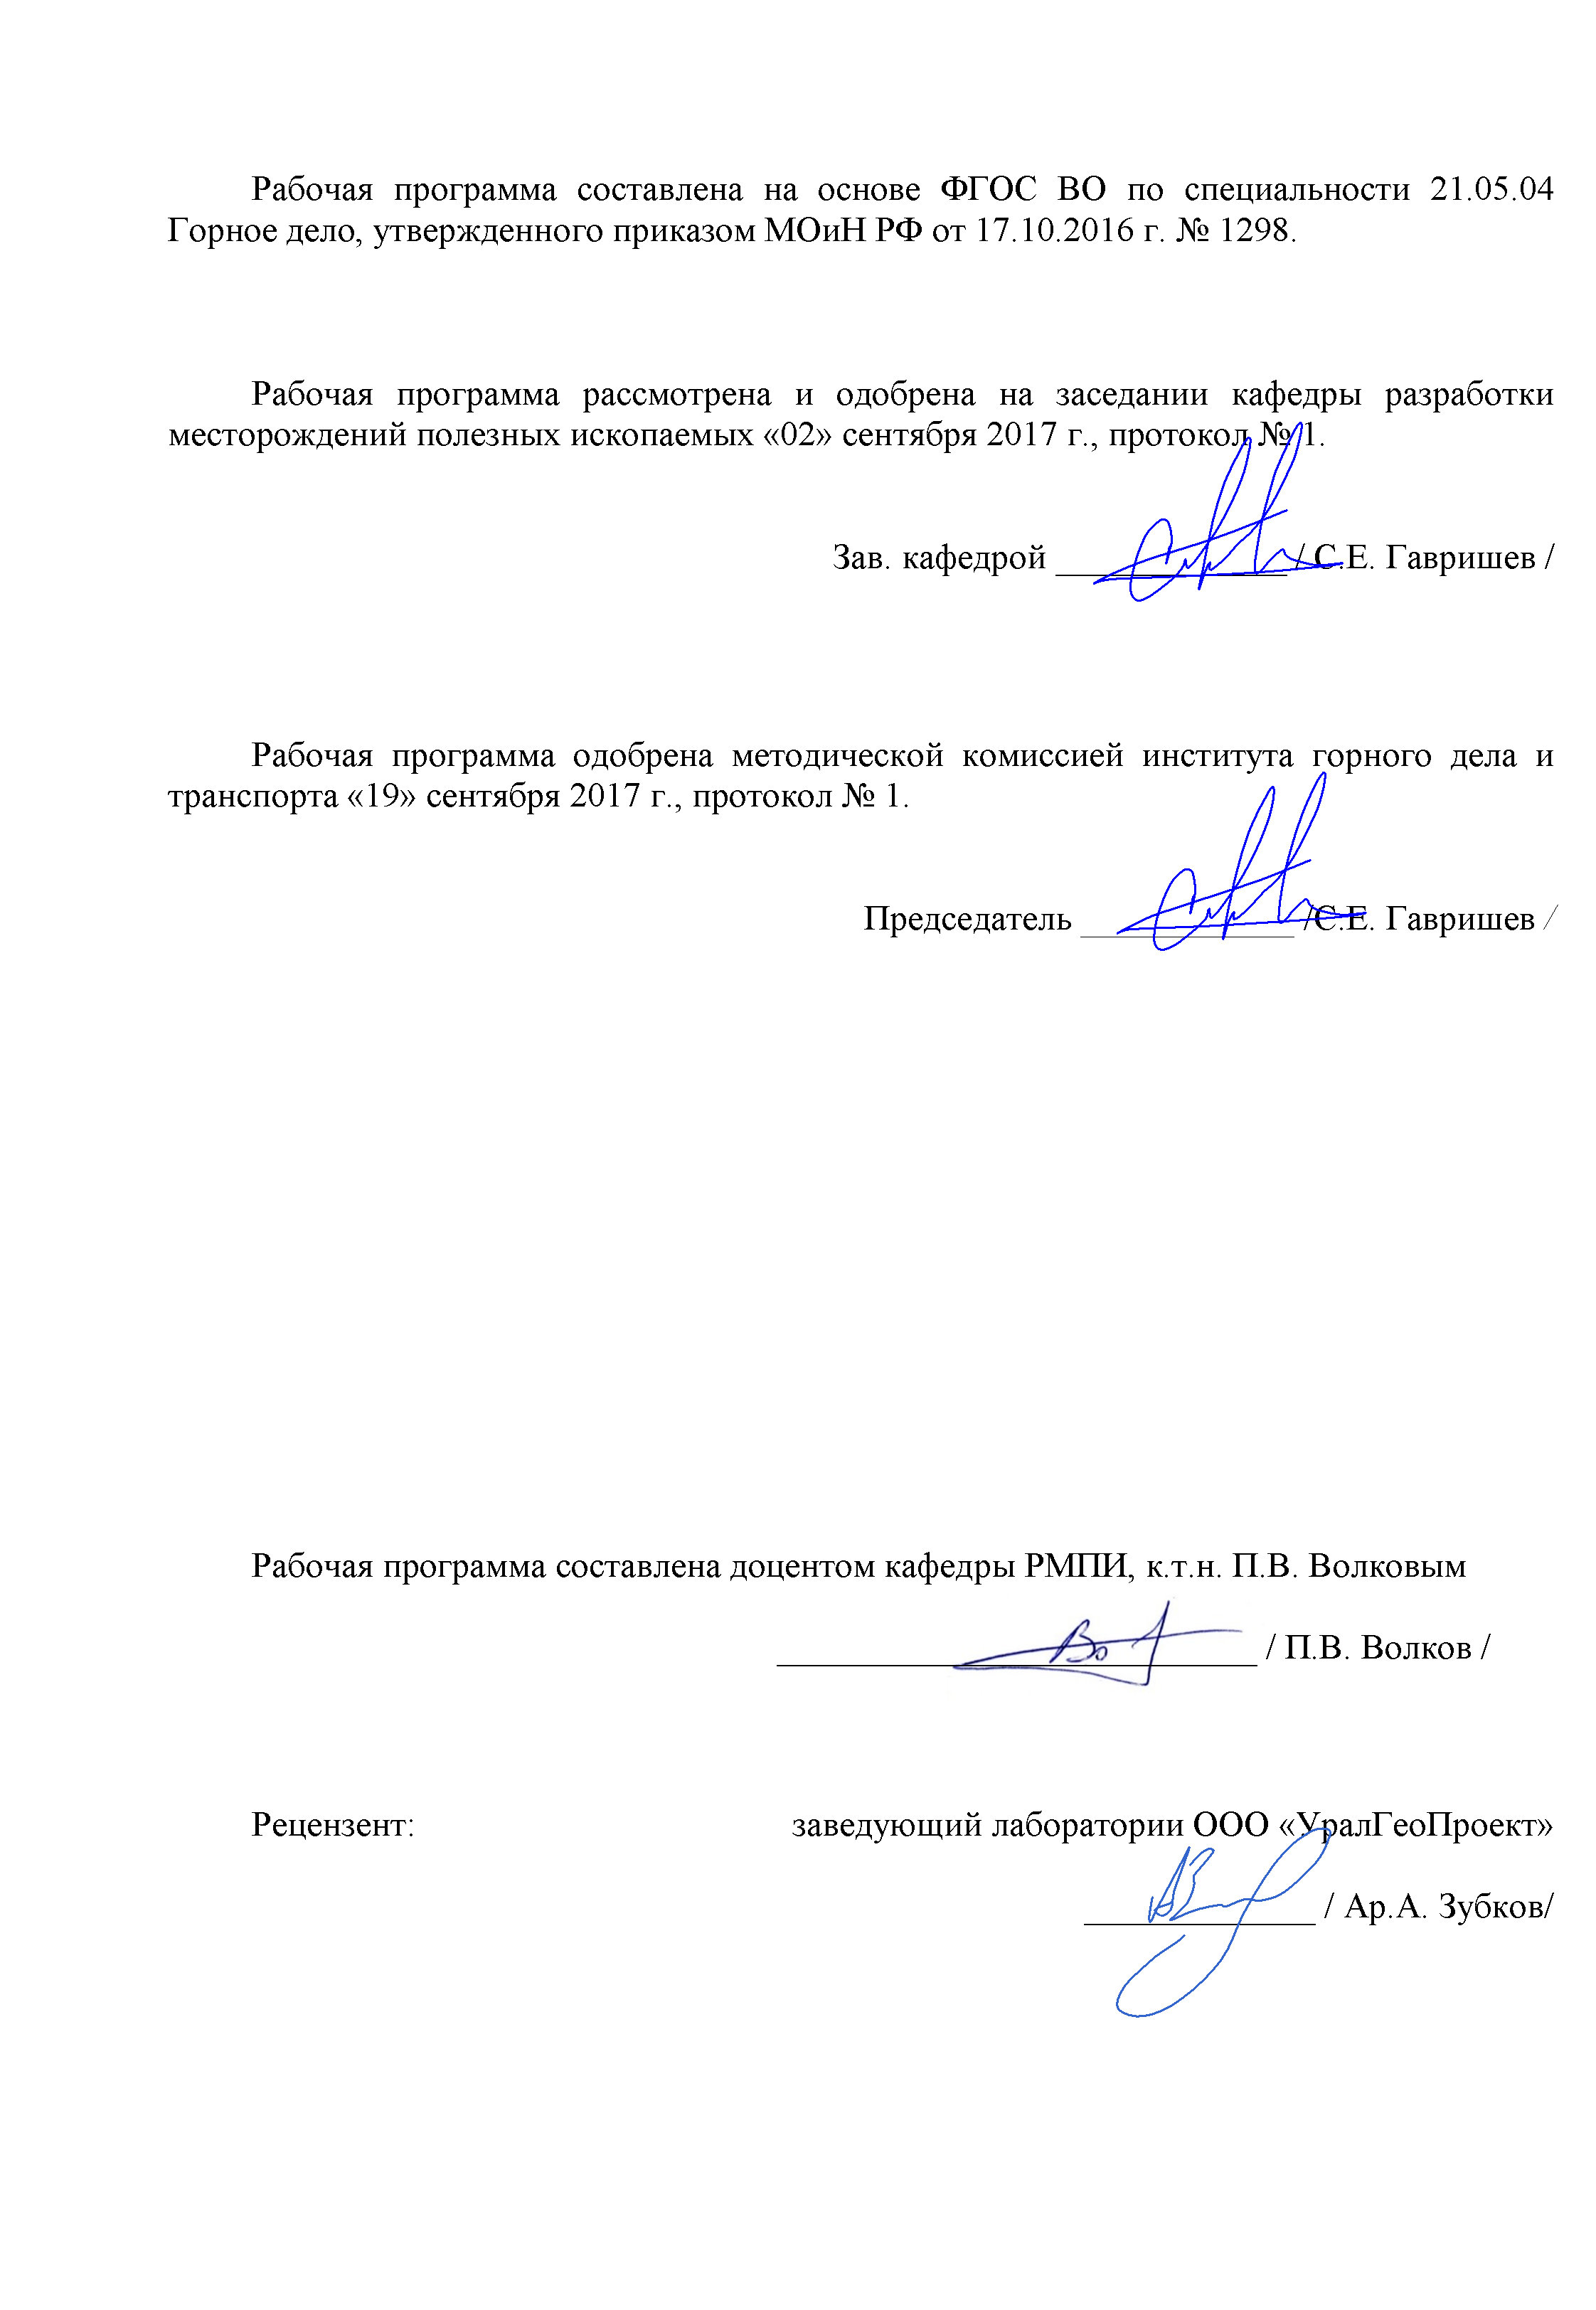 Рабочая программа составлена на основе ФГОС ВО по специальности 21.05.04
Горное дело, утвержденного приказом МОиН РФ от 17.10.2016 г. № 1298.
Рабочая программа рассмотрена и одобрена на заседании кафедры разработки
месторождений полезных ископаемых «02» сентября 2017 г., протокол № 1.
Зав. кафедрой _____________ / С.Е. Гавришев /
Рабочая программа одобрена методической комиссией института горного дела и
транспорта «19» сентября 2017 г., протокол № 1.
Председатель ____________ /С.Е. Гавришев /
Рабочая программа составлена доцентом кафедры РМПИ, к.т.н. П.В. Волковым
___________________________ / П.В. Волков /
Рецензент: заведующий лаборатории ООО «УралГеоПроект»
_____________ / Ар.А. Зубков/